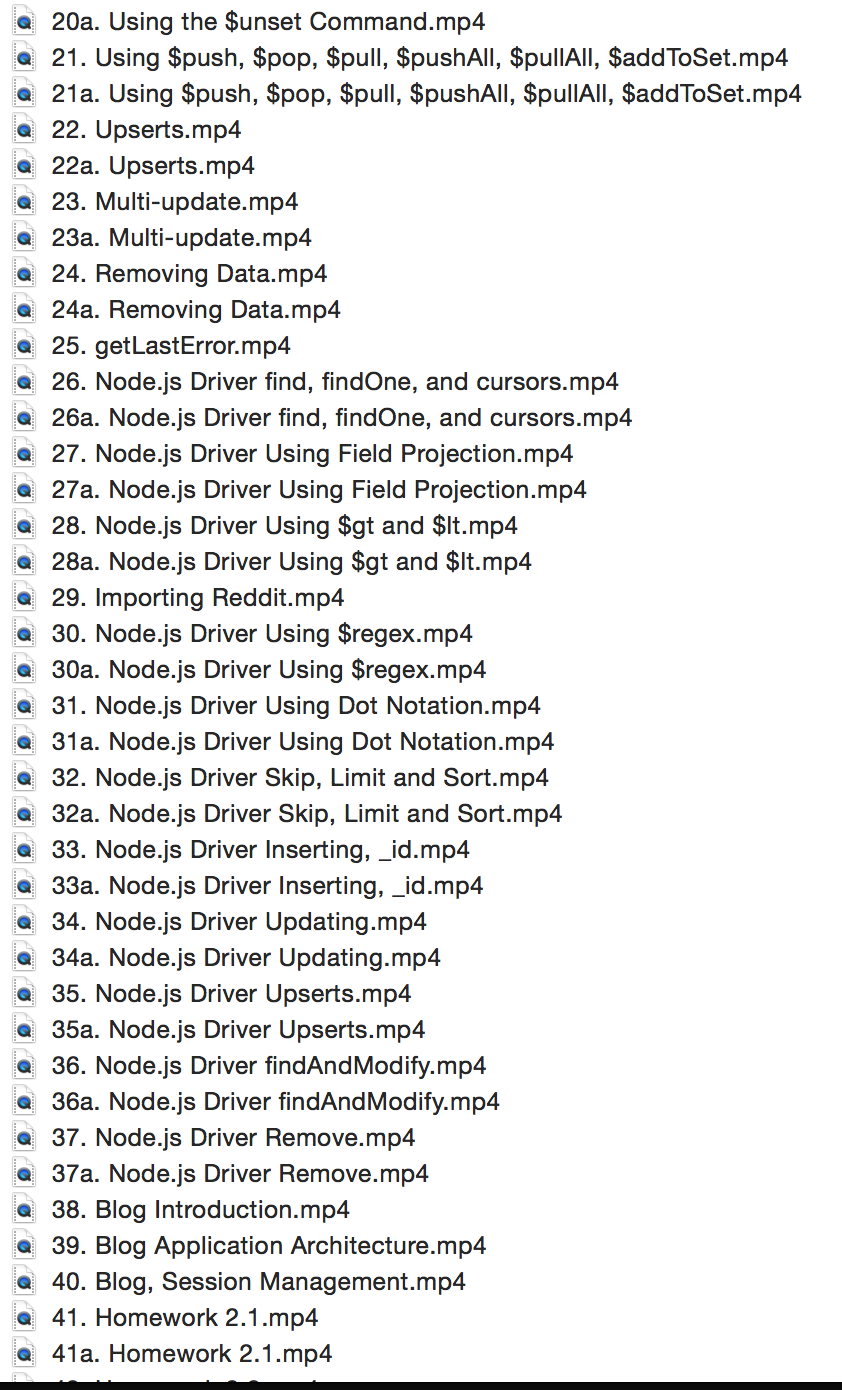 20a. Using the $unset Command.mp4
21. Using $push, $pop, $pull, $pushAll, $pullAll, $addToSet.mp4
21a. Using $push, $pop, $pull, $pushAll, $pullAll, $addToSet.mp4
22. Upserts.mp4
22a. Upserts.mp4
23. Multi-update.mp4
23a. Multi-update.mp4
24. Removing Data.mp4
24a. Removing Data.mp4
25. getLastError.mp4
26. Node.js Driver find, findOne, and cursors.mp4
26a. Node.js Driver find, findOne, and cursors.mp4
27. Node.js Driver Using Field Projection.mp4
27a. Node.js Driver Using Field Projection.mp4
28. Node.js Driver Using $gt and $lt.mp4
28a. Node.js Driver Using $gt and $lt.mp4
29. Importing Reddit.mp4
30. Node.js Driver Using $regex.mp4
30a. Node.js Driver Using $regex.mp4
31. Node.js Driver Using Dot Notation.mp4
31a. Node.js Driver Using Dot Notation.mp4
32. Node.js Driver Skip, Limit and Sort.mp4
32a. Node.js Driver Skip, Limit and Sort.mp4
33. Node.js Driver Inserting, _id.mp4
33a. Node.js Driver Inserting, _id.mp4
34. Node.js Driver Updating.mp4
34a. Node.js Driver Updating.mp4
35. Node.js Driver Upserts.mp4
35a. Node.js Driver Upserts.mp4
36. Node.js Driver findAndModify.mp4
36a. Node.js Driver findAndModify.mp4
37. Node.js Driver Remove.mp4
37a. Node.js Driver Remove.mp4
38. Blog Introduction.mp4
39. Blog Application Architecture.mp4
40. Blog, Session Management.mp4
41. Homework 2.1.mp4
41a. Homework 2.1.mp4